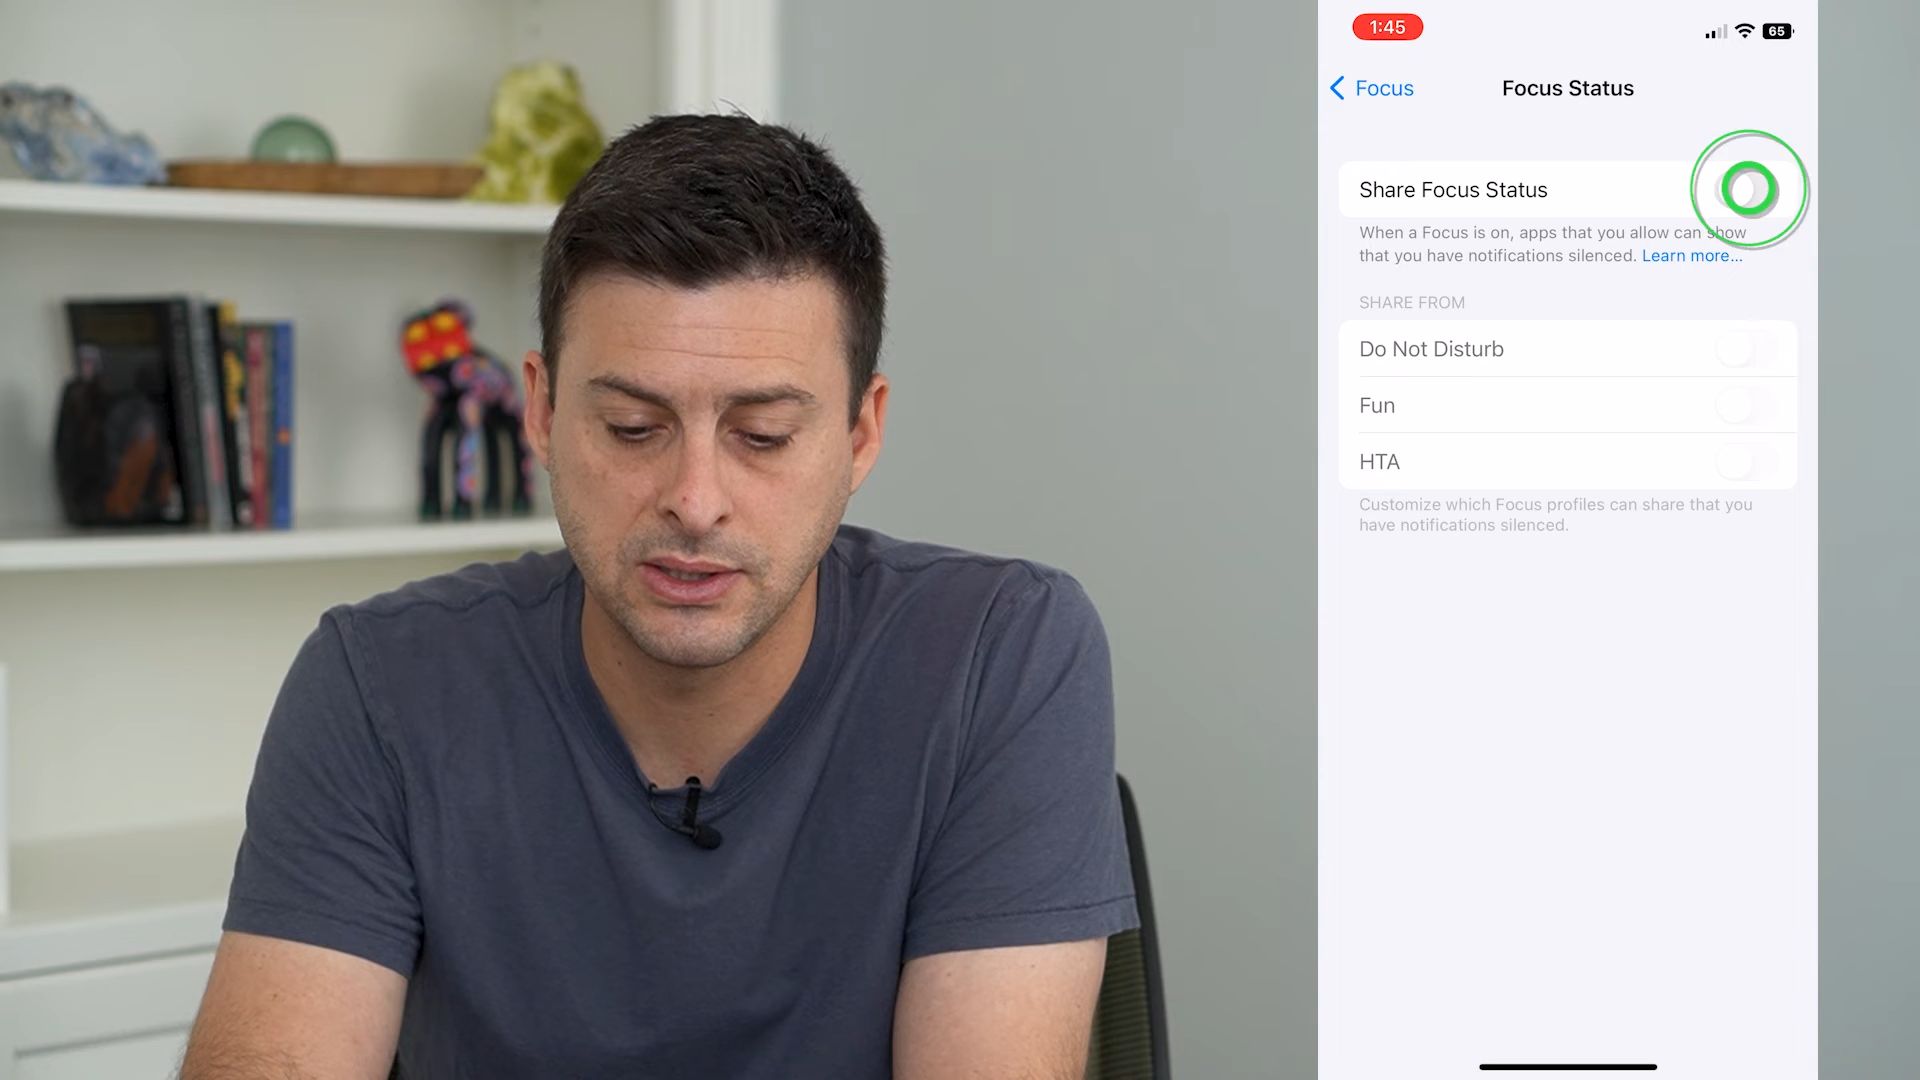 1:45
65
Focus
Focus Status
Share Focus Status
When a Focus is on, apps that you allow can show
that you have notifications silenced. Learn more...
SHARE FROM
Do Not Disturb
Fun
HTA
Customize which Focus profiles can share that you
have notifications silenced.